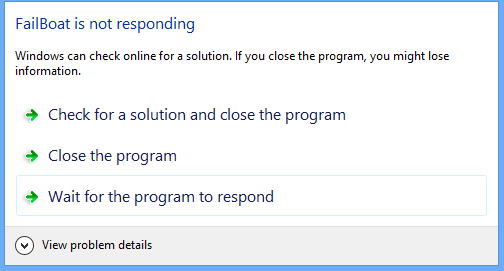 FailBoat is not responding
Windows can check online for a solution. If you close the program, you might lose
information.
Check for a solution and close the program
Close the program
Wait for the program to respond
View problem details